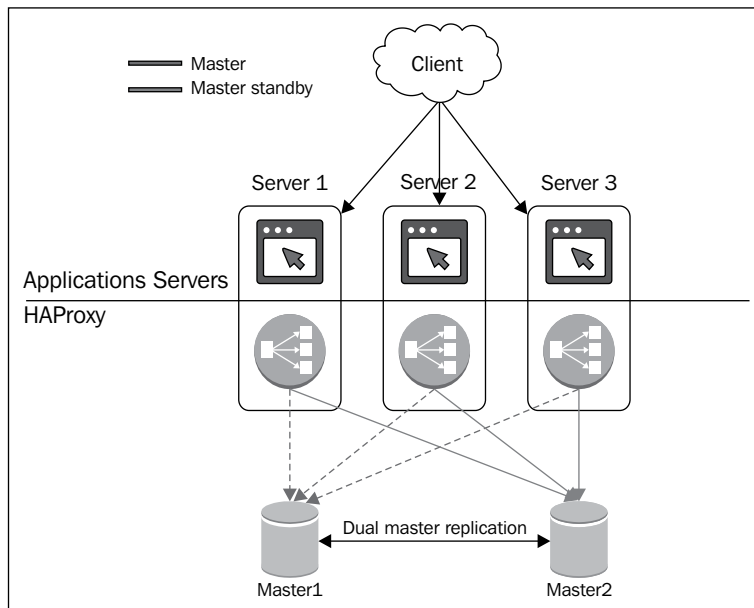 Master
Master standby
Client
Server 1
Server 2
Server 3
Applications Servers
HAProxy
Dual master replication
Master1
Master2